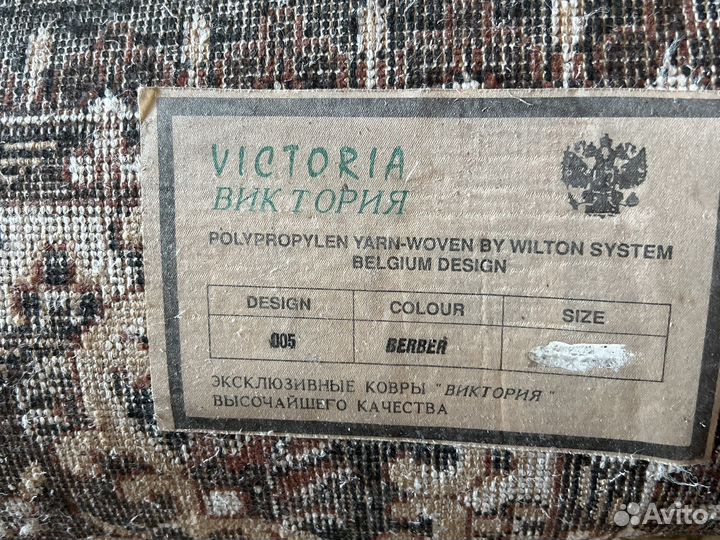 VICTORIA
ВИКТОРИЯ
POLYPROPYLEN YARN-WOVEN BY WILTON SYSTEM
BELGIUM DESIGN
DESIGN COLOUR SIZE
005 BERBER
ЭКСКЛЮЗИВНЫЕ КОВРЫ "ВИКТОРИЯ"
ВЫСОЧАЙШЕГО КАЧЕСТВА
Avito